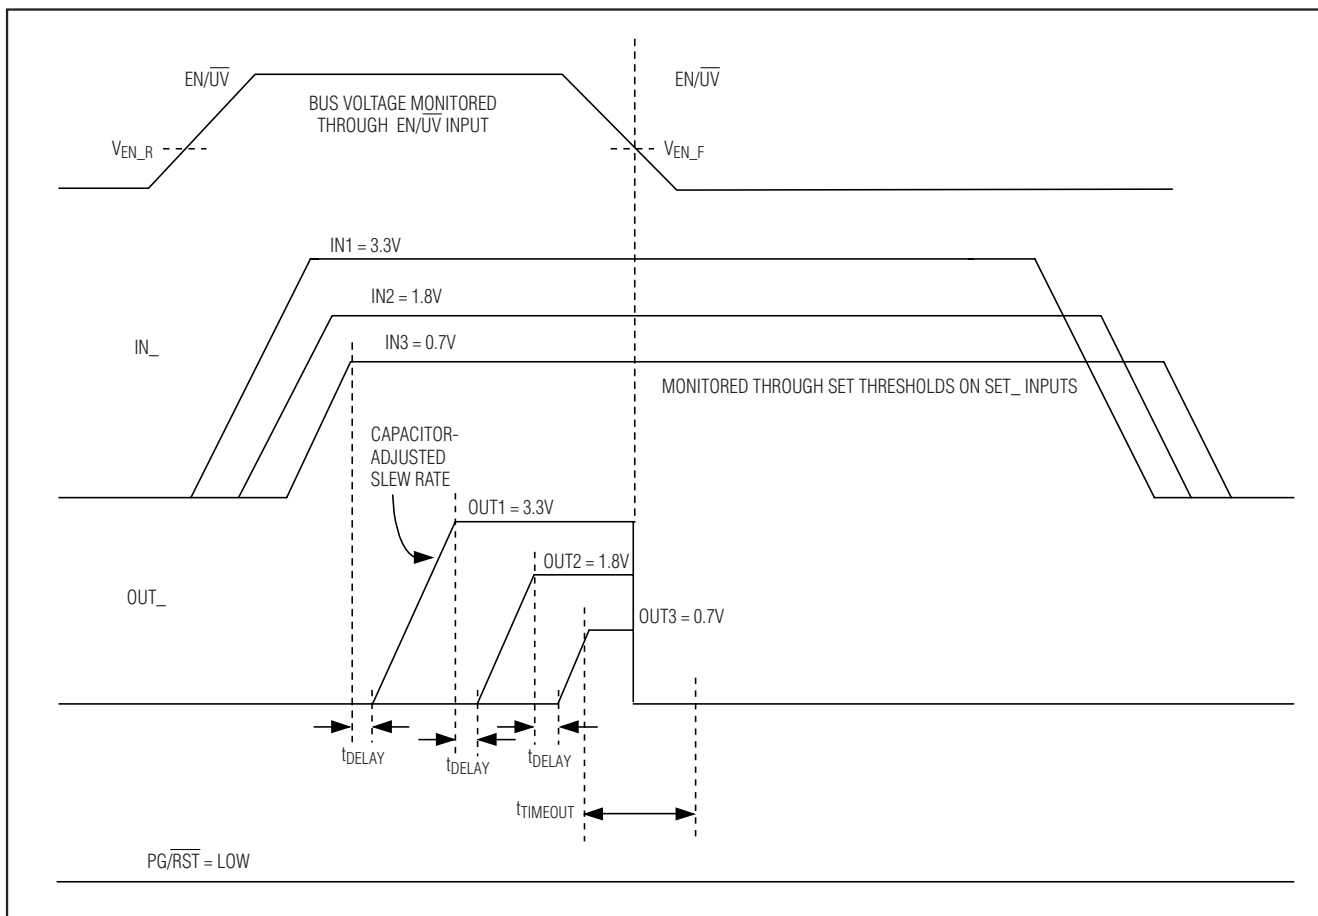 EN/UV
EN/UV
BUS VOLTAGE MONITORED
THROUGH EN/UV INPUT
VEN_R
VEN_F
IN1 = 3.3V
IN2 = 1.8V
IN_
IN3 = 0.7V
MONITORED THROUGH SET THRESHOLDS ON SET_ INPUTS
CAPACITOR-
ADJUSTED
SLEW RATE
OUT1 = 3.3V
OUT2 = 1.8V
OUT_
OUT3 = 0.7V
tDELAY
tDELAY
tDELAY
tTIMEOUT
PG/RST = LOW